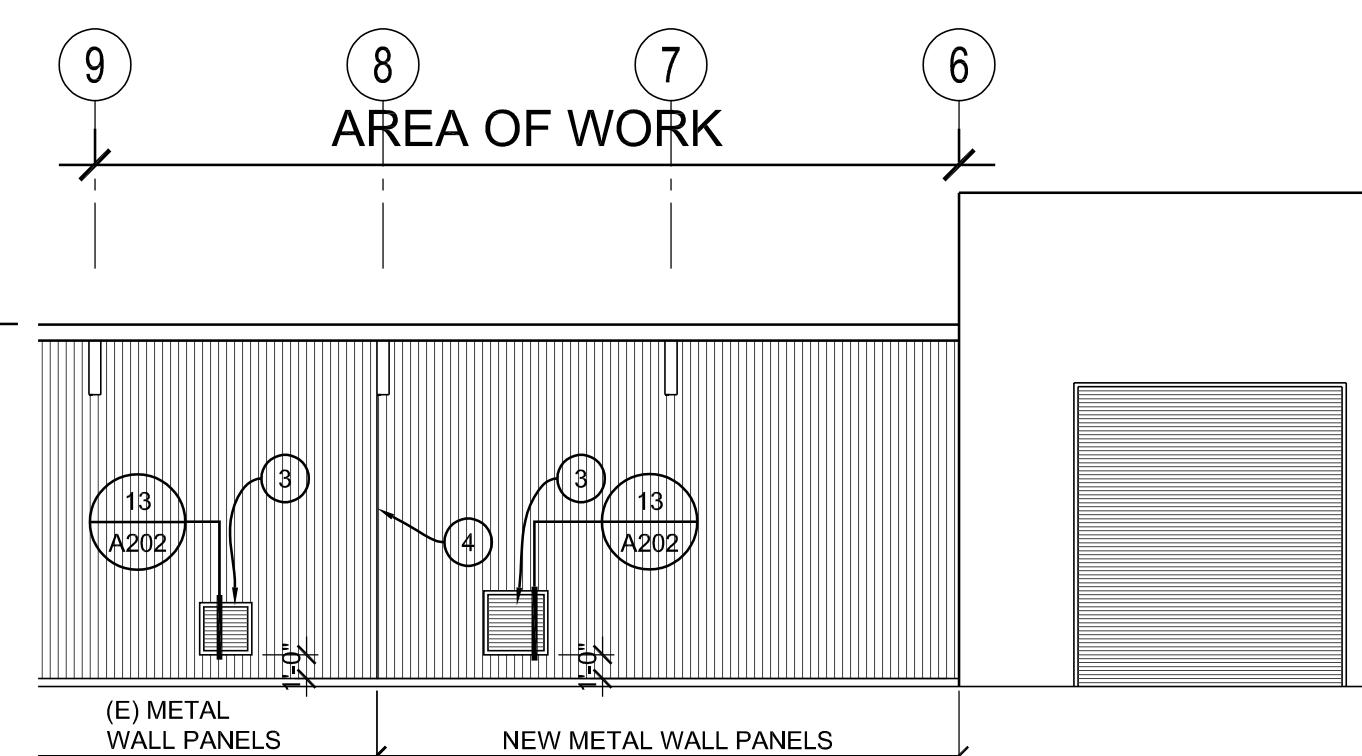 9 8 7 6
AREA OF WORK
3 3
13 13
A202 A202
4
1'-0" 1'-0"
(E) METAL
WALL PANELS
NEW METAL WALL PANELS